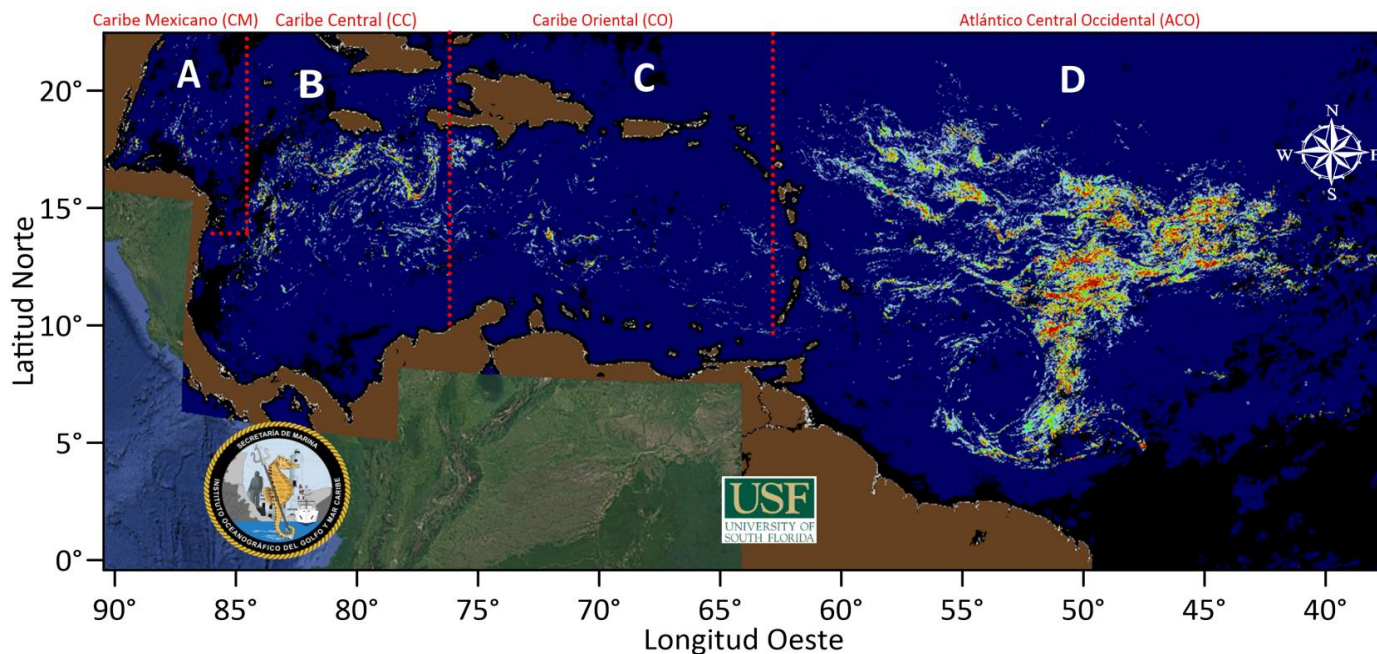 Caribe Mexicano (CM) Caribe Central (CC) Caribe Oriental (CO) Atlántico Central Occidental (ACO)
A B C D
N
W E
S
20°
15°
10°
5°
0°
Latitud Norte
SECRETARÍA DE MARINA
INSTITUTO OCEANOGRÁFICO DEL GOLFO Y MAR CARIBE
USF
UNIVERSITY OF
SOUTH FLORIDA
90° 85° 80° 75° 70° 65° 60° 55° 50° 45° 40°
Longitud Oeste